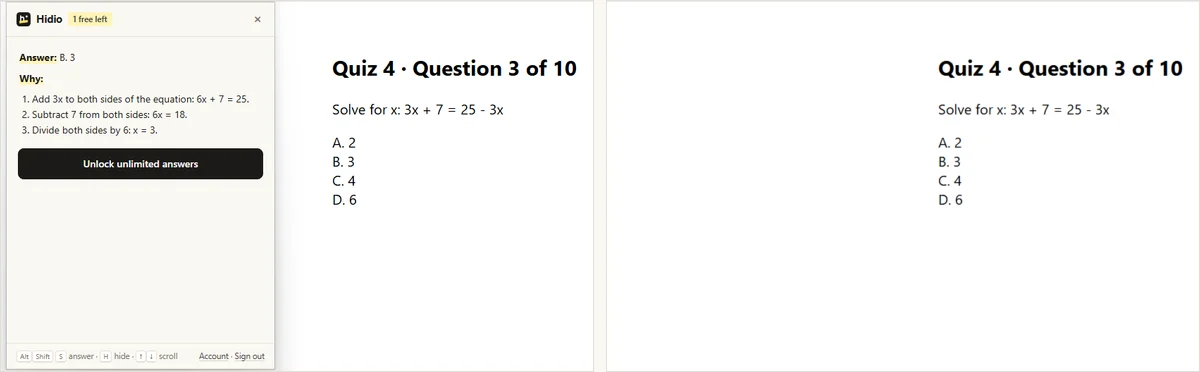 Hidio 1 free left ×
Answer: B. 3
Why:
1. Add 3x to both sides of the equation: 6x + 7 = 25.
2. Subtract 7 from both sides: 6x = 18.
3. Divide both sides by 6: x = 3.
Unlock unlimited answers
Alt Shift S answer · H hide · ↑ ↓ scroll Account · Sign out
Quiz 4 · Question 3 of 10
Solve for x: 3x + 7 = 25 - 3x
A. 2
B. 3
C. 4
D. 6
Quiz 4 · Question 3 of 10
Solve for x: 3x + 7 = 25 - 3x
A. 2
B. 3
C. 4
D. 6